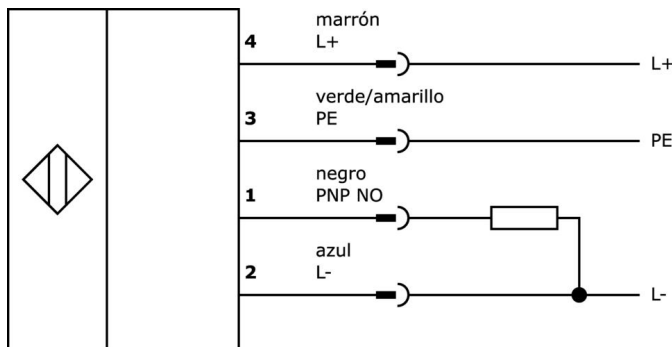 marrón
4 L+ L+
verde/amarillo
3 PE PE
negro
1 PNP NO
azul
2 L- L-